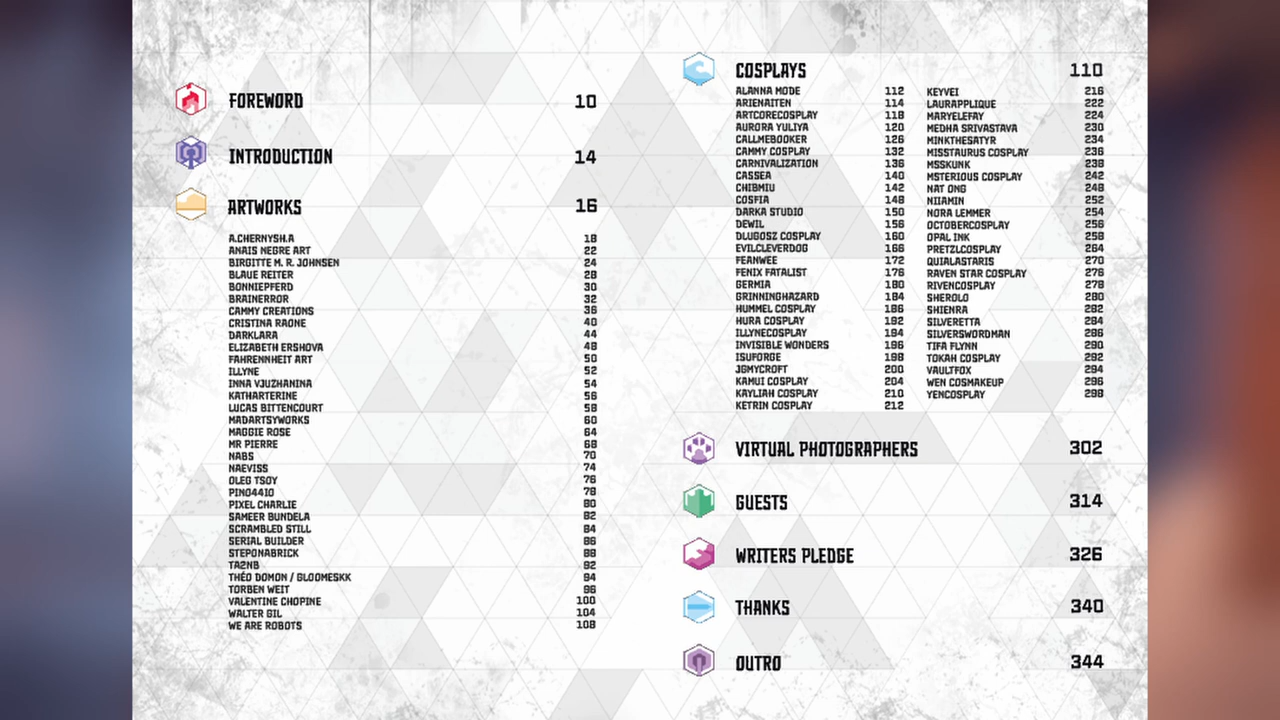 FOREWORD 10
INTRODUCTION 14
ARTWORKS 16
A.CHERNYSH.A 18
ANAIS NEGRE ART 22
BIRGITTE M. R. JOHNSEN 24
BLAUE REITER 28
BONNIEPFERD 30
BRAINERROR 32
CAMMY CREATIONS 36
CRISTINA RAONE 40
DARKLARA 44
ELIZABETH ERSHOVA 48
FAHRENNHEIT ART 50
ILLYNE 52
INNA VJUZHANINA 54
KATHARTERINE 56
LUCAS BITTENCOURT 58
MADARTSYWORKS 60
MAGGIE ROSE 64
MR PIERRE 68
NABS 70
NAEVISS 74
OLEG TSOY 76
PINO4410 78
PIXEL CHARLIE 80
SAMEER BUNDELA 82
SCRAMBLED STILL 84
SERIAL BUILDER 86
STEPONABRICK 88
TA2NB 92
THÉO DOMON / GLOOMESKK 94
TORBEN WEIT 96
VALENTINE CHOPINE 100
WALTER GIL 104
WE ARE ROBOTS 108
COSPLAYS 110
ALANNA MODE 112
ARIENAITEN 114
ARTCORECOSPLAY 118
AURORA YULIYA 120
CALLMEBOOKER 126
CAMMY COSPLAY 132
CARNIVALIZATION 136
CASSEA 140
CHIBMIU 142
COSFIA 148
DARKA STUDIO 150
DEWIL 156
DLUGOSZ COSPLAY 160
EVILCLEVERDOG 166
FEANWEE 172
FENIX FATALIST 176
GERMIA 180
GRINNINGHAZARD 184
HUMMEL COSPLAY 186
HURA COSPLAY 192
ILLYNECOSPLAY 194
INVISIBLE WONDERS 196
ISUFORGE 198
JGMYCROFT 200
KAMUI COSPLAY 204
KAYLIAH COSPLAY 210
KETRIN COSPLAY 212
KEYVEI 216
LAURAPPLIQUE 222
MARYELEFAY 224
MEDHA SRIVASTAVA 230
MINKTHESATYR 234
MISSTAURUS COSPLAY 236
MSSKUNK 238
MSTERIOUS COSPLAY 242
NAT ONG 248
NIIAMIN 252
NORA LEMMER 254
OCTOBERCOSPLAY 256
OPAL INK 258
PRETZLCOSPLAY 264
QUIALASTARIS 270
RAVEN STAR COSPLAY 276
RIVENCOSPLAY 278
SHEROLO 280
SHIENRA 282
SILVERETTA 284
SILVERSWORDMAN 286
TIFA FLYNN 290
TOKAH COSPLAY 292
VAULTFOX 294
WEN COSMAKEUP 296
YENCOSPLAY 298
VIRTUAL PHOTOGRAPHERS 302
GUESTS 314
WRITERS PLEDGE 326
THANKS 340
OUTRO 344